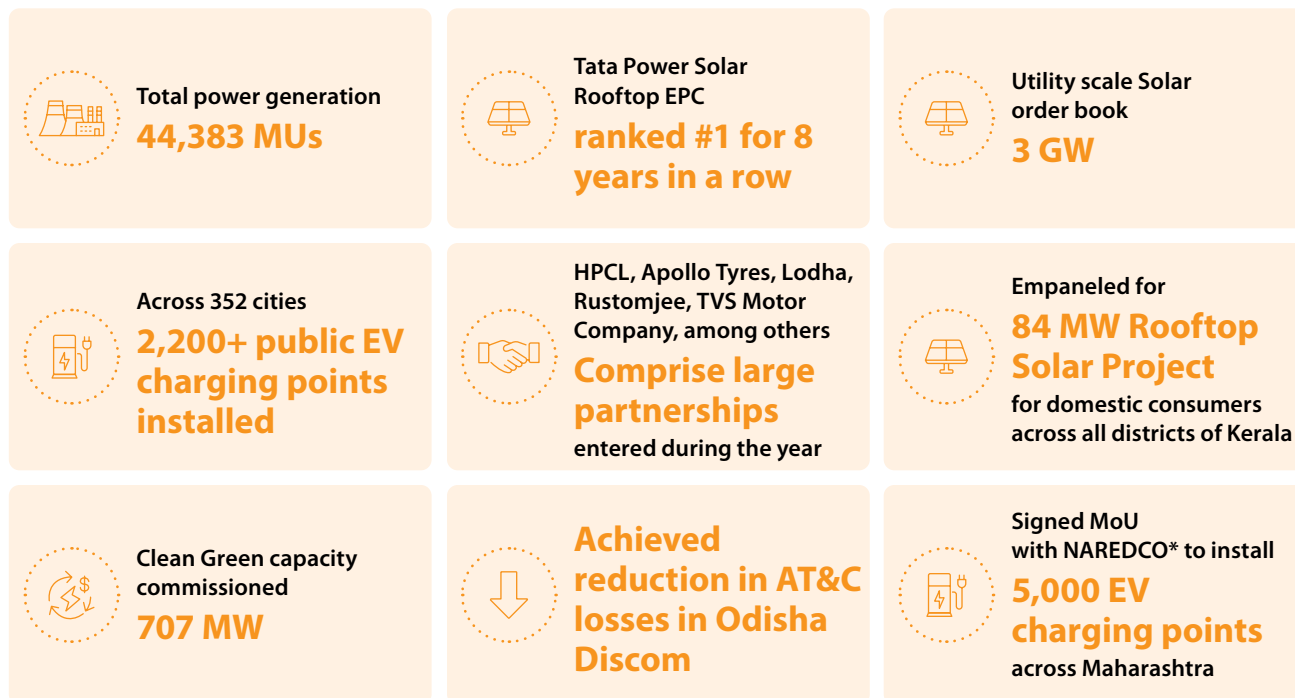 Total power generation
44,383 MUs
Tata Power Solar
Rooftop EPC
ranked #1 for 8
years in a row
Utility scale Solar
order book
3 GW
Across 352 cities
2,200+ public EV
charging points
installed
HPCL, Apollo Tyres, Lodha,
Rustomjee, TVS Motor
Company, among others
Comprise large
partnerships
entered during the year
Empaneled for
84 MW Rooftop
Solar Project
for domestic consumers
across all districts of Kerala
Clean Green capacity
commissioned
707 MW
Achieved
reduction in AT&C
losses in Odisha
Discom
Signed MoU
with NAREDCO* to install
5,000 EV
charging points
across Maharashtra